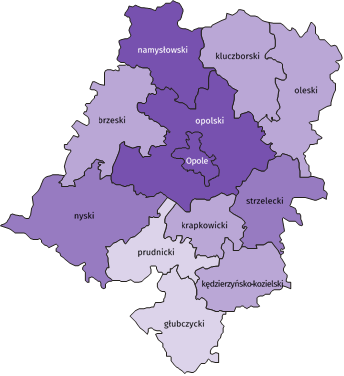 namysłowski
kluczborski
oleski
brzeski
opolski
Opole
strzelecki
nyski
krapkowicki
prudnicki
kędzierzyńsko-kozielski
głubczycki